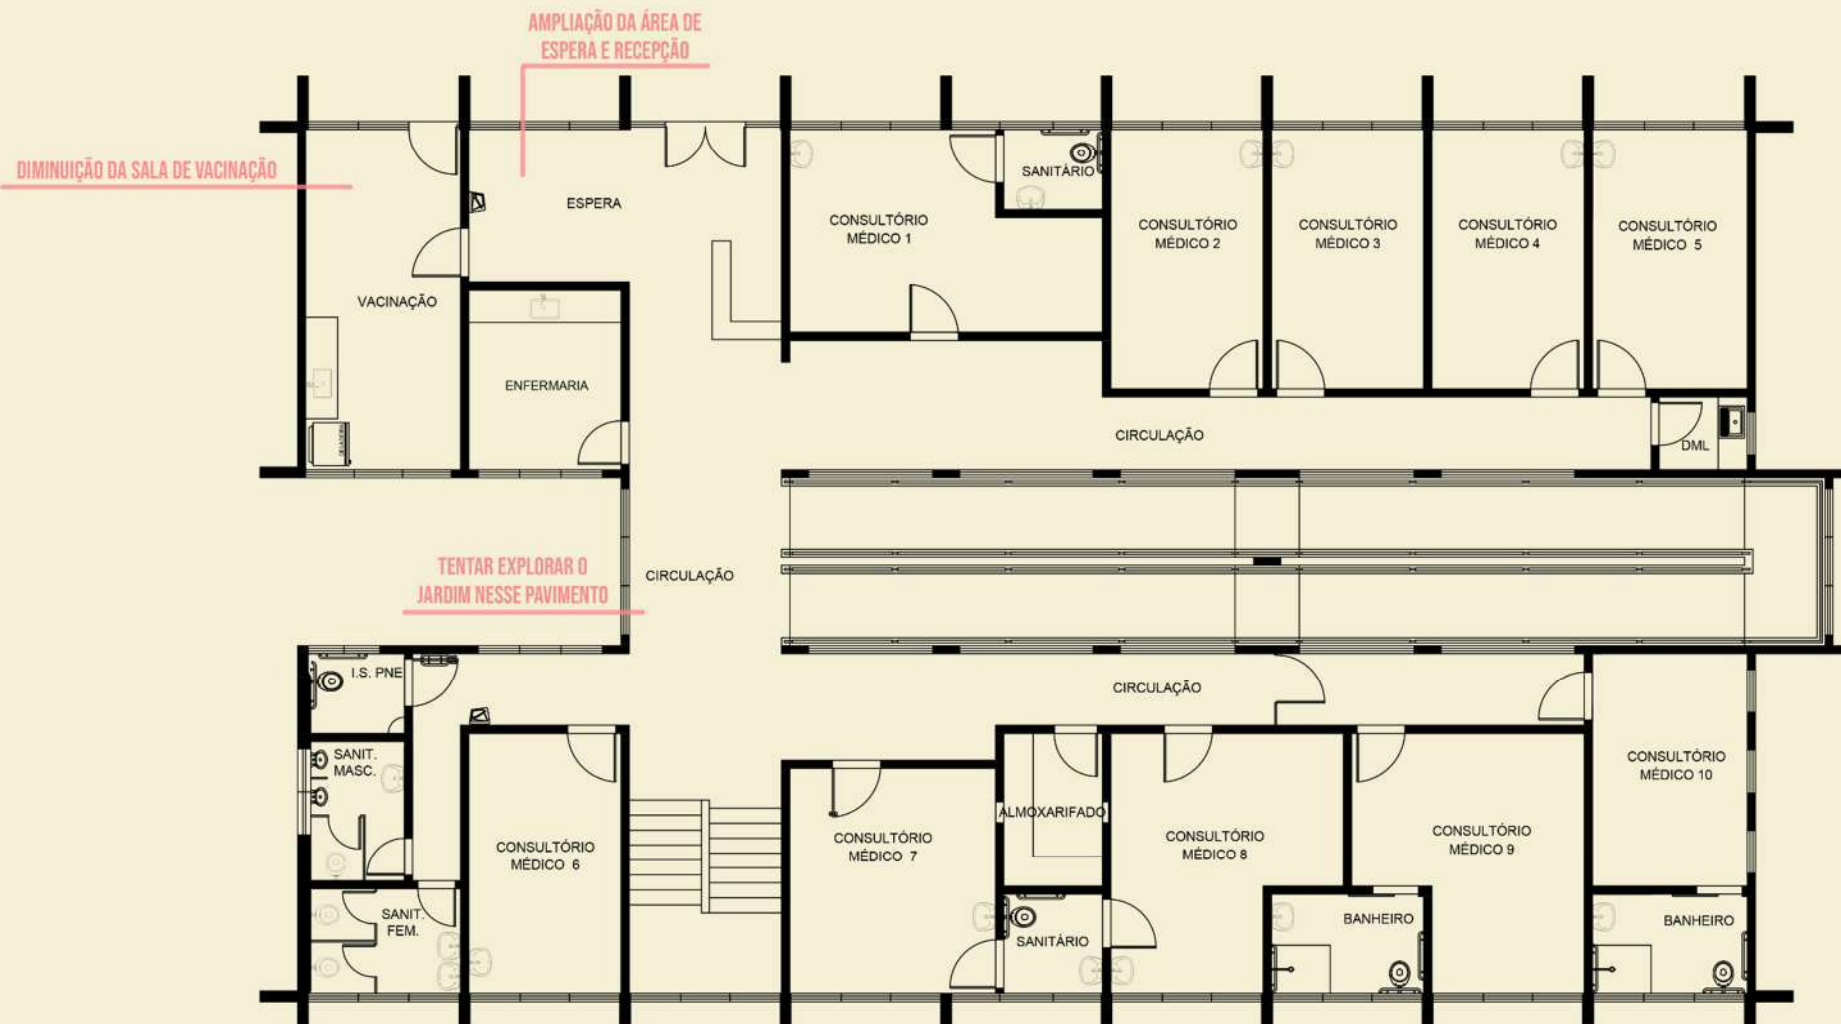 AMPLIAÇÃO DA ÁREA DE
ESPERA E RECEPÇÃO
DIMINUIÇÃO DA SALA DE VACINAÇÃO
SANITÁRIO
ESPERA
CONSULTÓRIO
MÉDICO 1
CONSULTÓRIO
MÉDICO 2
CONSULTÓRIO
MÉDICO 3
CONSULTÓRIO
MÉDICO 4
CONSULTÓRIO
MÉDICO 5
VACINAÇÃO
ENFERMARIA
GELADEIRA
CIRCULAÇÃO
DML
TENTAR EXPLORAR O
JARDIM NESSE PAVIMENTO
CIRCULAÇÃO
I.S. PNE
CIRCULAÇÃO
SANIT.
MASC.
CONSULTÓRIO
MÉDICO 10
ALMOXARIFADO
CONSULTÓRIO
MÉDICO 6
CONSULTÓRIO
MÉDICO 7
CONSULTÓRIO
MÉDICO 8
CONSULTÓRIO
MÉDICO 9
SANIT.
FEM.
SANITÁRIO
BANHEIRO
BANHEIRO